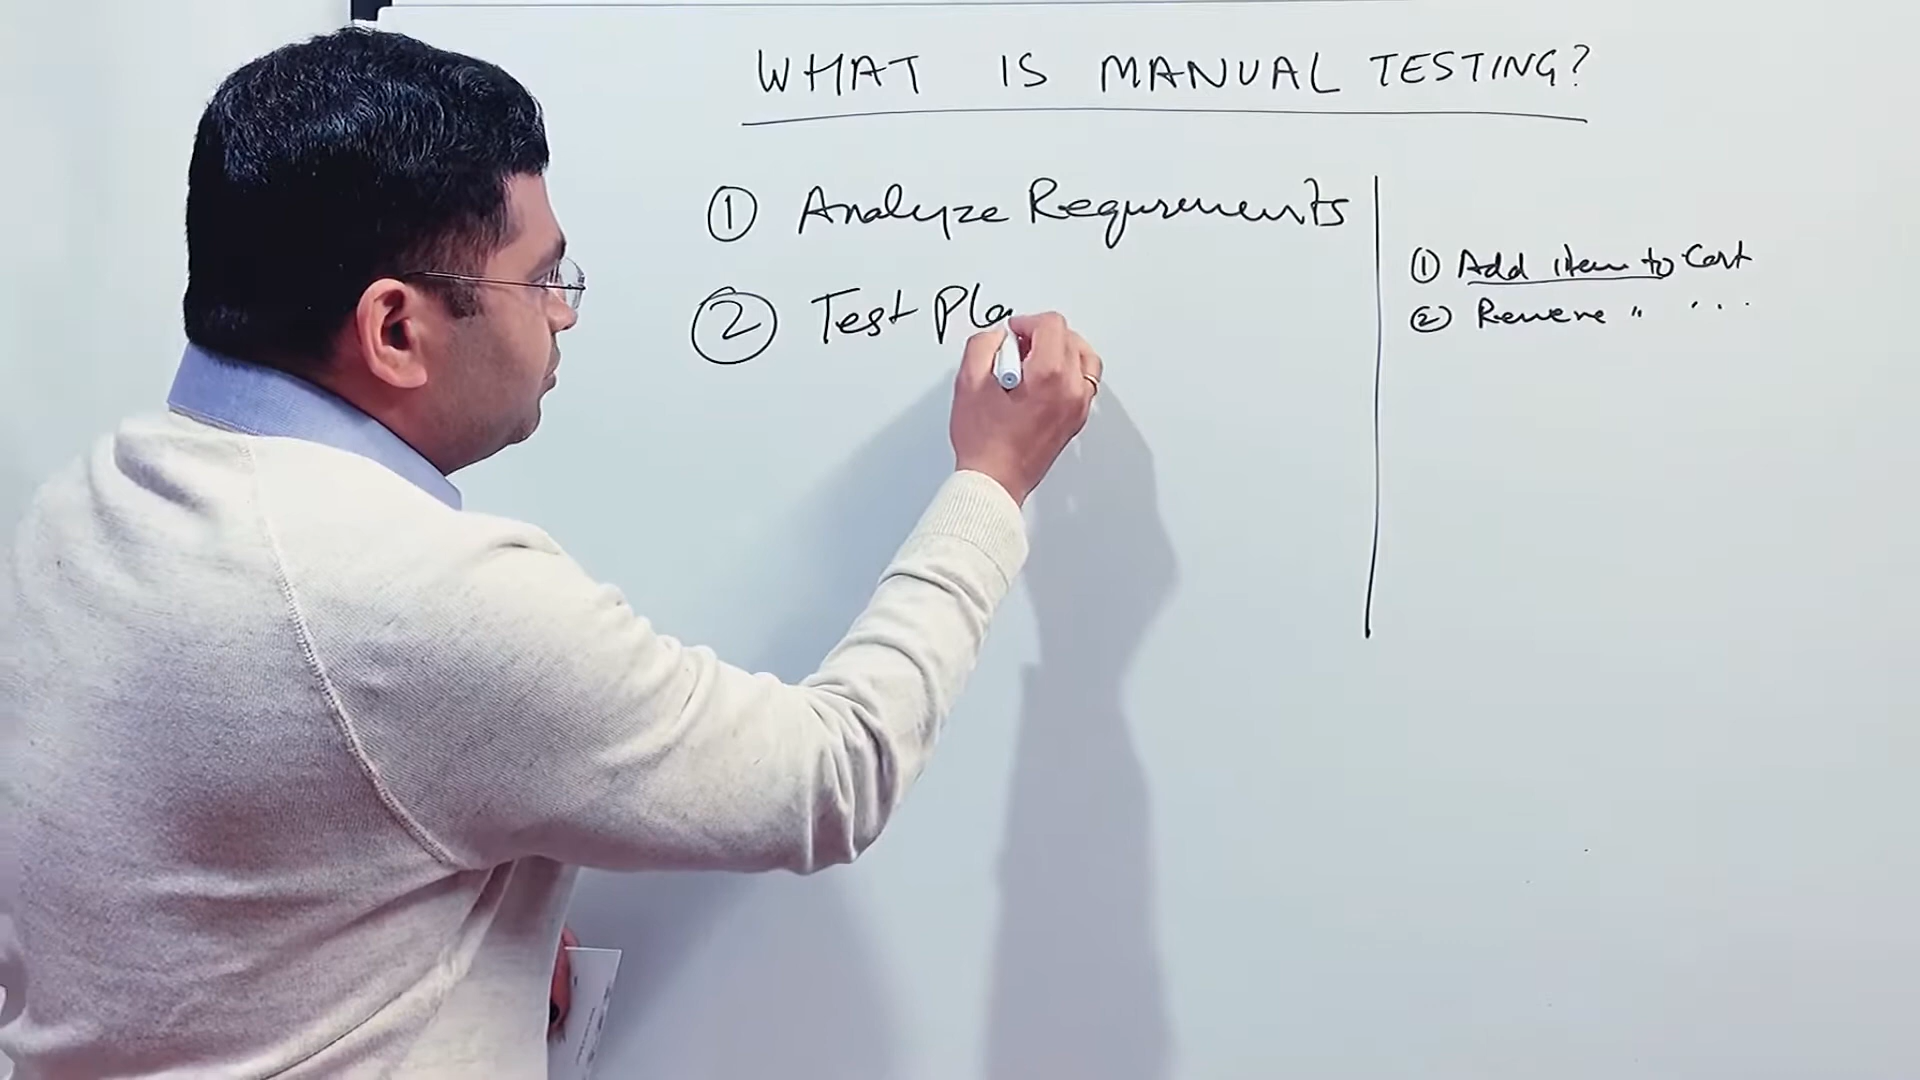 WHAT IS MANUAL TESTING?
① Analyze Requirements
② Test Pla
① Add item to Cart
② Remove " ...